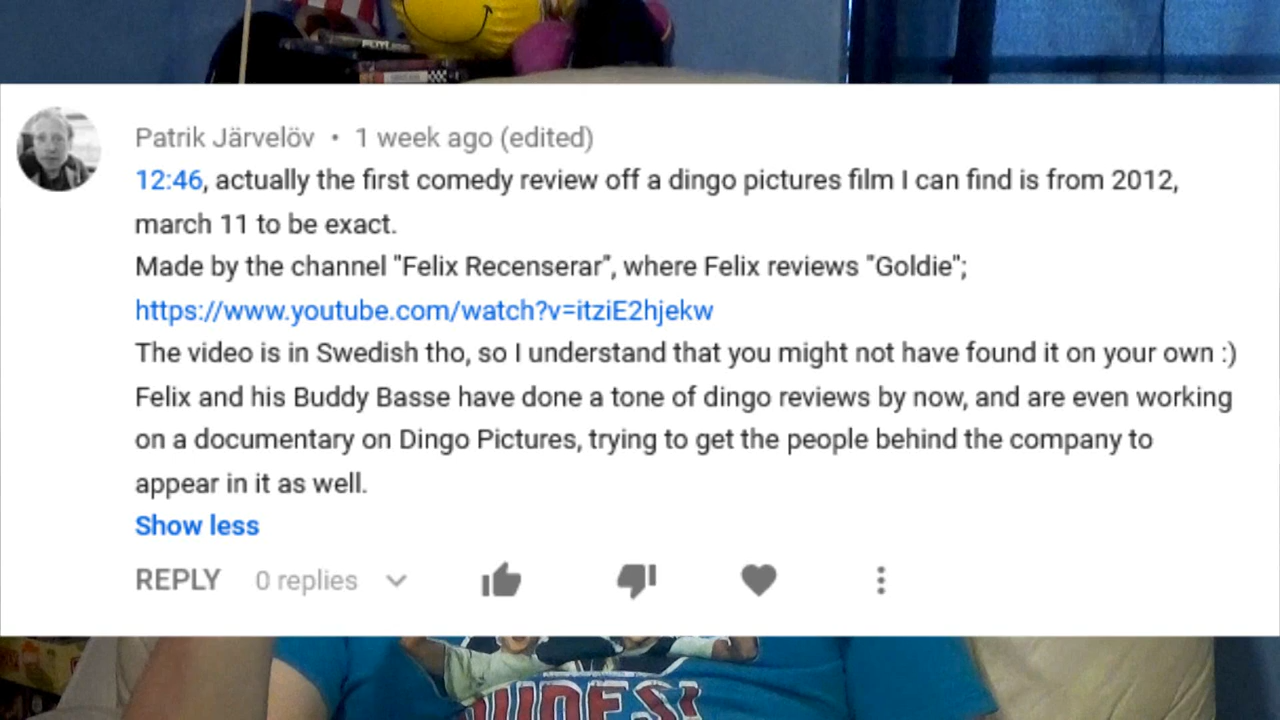 Patrik Järvelöv • 1 week ago (edited)
12:46, actually the first comedy review off a dingo pictures film I can find is from 2012,
march 11 to be exact.
Made by the channel "Felix Recenserar", where Felix reviews "Goldie";
https://www.youtube.com/watch?v=itziE2hjekw
The video is in Swedish tho, so I understand that you might not have found it on your own :)
Felix and his Buddy Basse have done a tone of dingo reviews by now, and are even working
on a documentary on Dingo Pictures, trying to get the people behind the company to
appear in it as well.
Show less
REPLY 0 replies
DUDES!